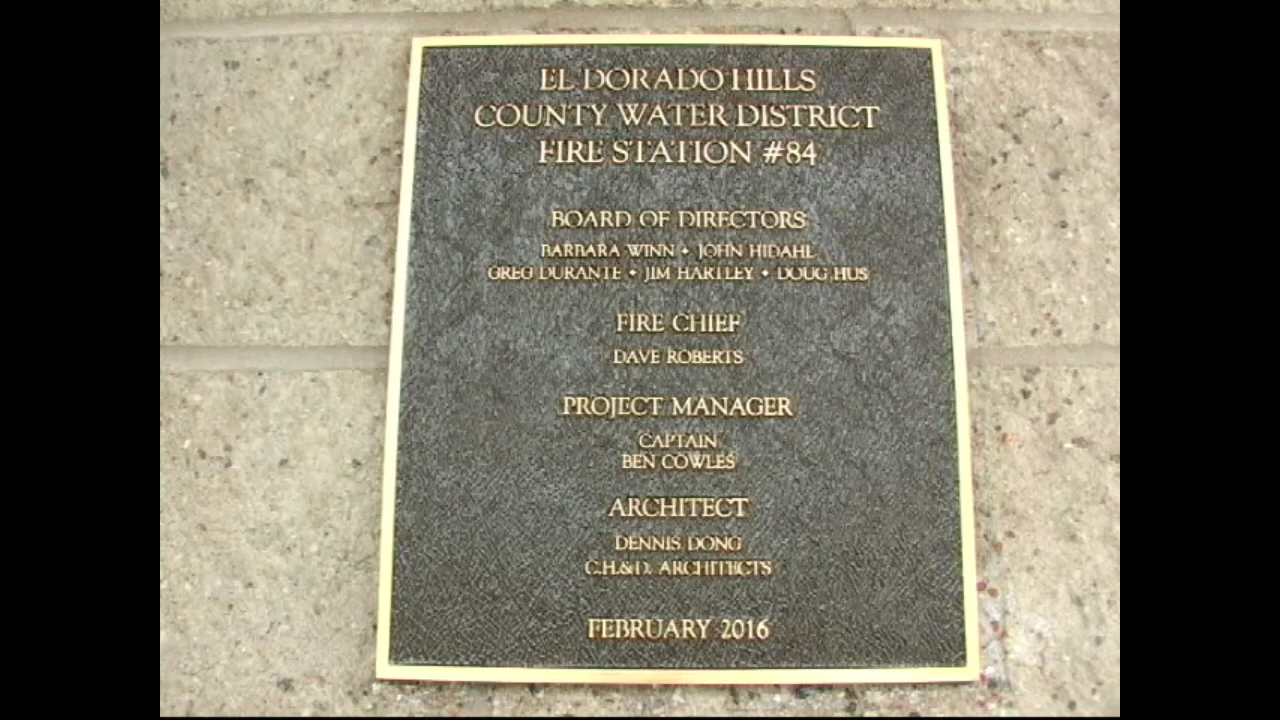 EL DORADO HILLS
COUNTY WATER DISTRICT
FIRE STATION #84
BOARD OF DIRECTORS
BARBARA WINN • JOHN HIDAHL
GREG DURANTE • JIM HARTLEY • DOUG HUS
FIRE CHIEF
DAVE ROBERTS
PROJECT MANAGER
CAPTAIN
BEN COWLES
ARCHITECT
DENNIS DONG
C.H.&D. ARCHITECTS
FEBRUARY 2016